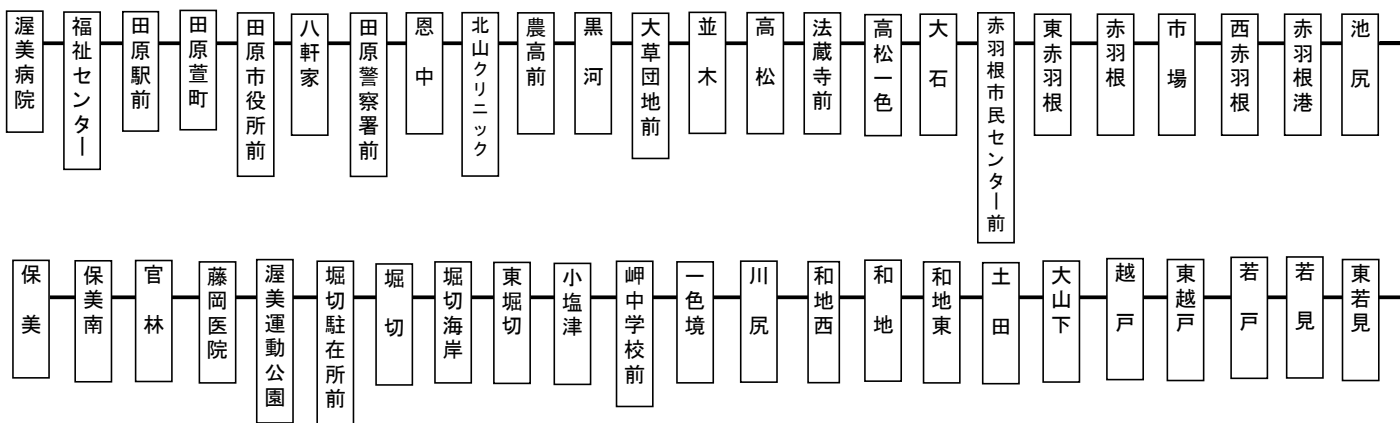 渥美病院
福祉センター
田原駅前
田原萱町
田原市役所前
八軒家
田原警察署前
恩中
北山クリニック
農高前
黒河
大草団地前
並木
高松
法蔵寺前
高松一色
大石
赤羽根市民センター前
東赤羽根
赤羽根
市場
西赤羽根
赤羽根港
池尻
保美
保美南
官林
藤岡医院
渥美運動公園
堀切駐在所前
堀切
堀切海岸
東堀切
小塩津
岬中学校前
一色境
川尻
和地西
和地
和地東
土田
大山下
越戸
東越戸
若戸
若見
東若見